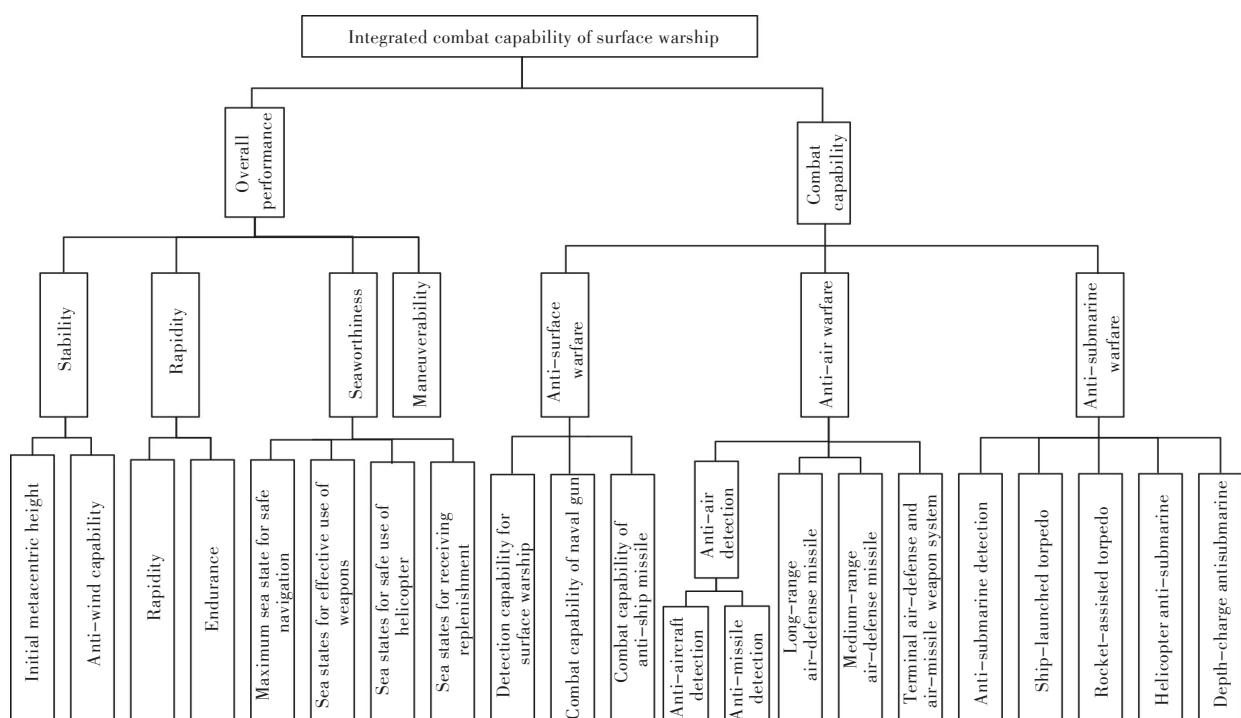 Integrated combat capability of surface warship
Overall
performance
Combat
capability
Stability
Rapidity
Seaworthiness
Maneuverability
Anti-surface
warfare
Anti-air warfare
Anti-submarine
warfare
Initial metacentric height
Anti-wind capability
Rapidity
Endurance
Maximum sea state for safe
navigation
Sea states for effective use of
weapons
Sea states for safe use of
helicopter
Sea states for receiving
replenishment
Detection capability for
surface warship
Combat capability of naval gun
Combat capability of
anti-ship missile
Anti-air
detection
Anti-aircraft
detection
Anti-missile
detection
Long-range
air-defense missile
Medium-range
air-defense missile
Terminal air-defense and
air-missile weapon system
Anti-submarine detection
Ship-launched torpedo
Rocket-assisted torpedo
Helicopter anti-submarine
Depth-charge antisubmarine